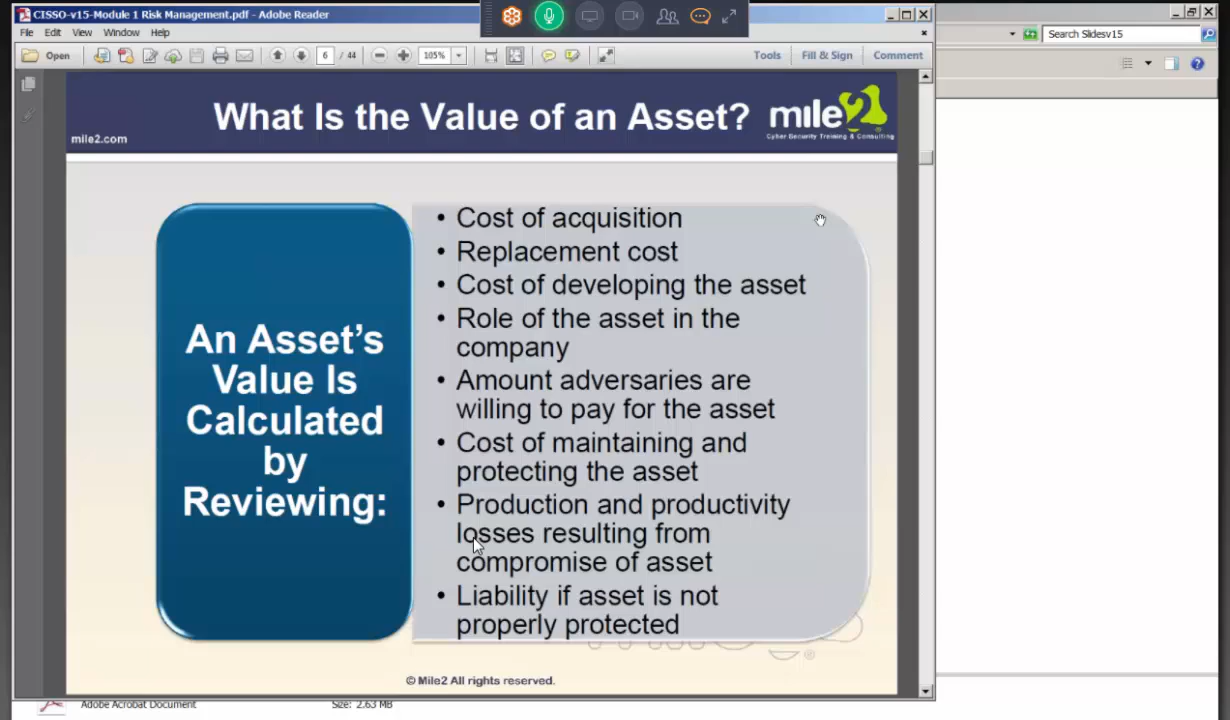 CISSO-v15-Module 1 Risk Management.pdf - Adobe Reader
File Edit View Window Help
Search Slidesv15
Open 6 / 44 105% Tools Fill & Sign Comment
What Is the Value of an Asset?
mile2
Cyber Security Training & Consulting
mile2.com
An Asset's
Value Is
Calculated
by
Reviewing:
• Cost of acquisition
• Replacement cost
• Cost of developing the asset
• Role of the asset in the
company
• Amount adversaries are
willing to pay for the asset
• Cost of maintaining and
protecting the asset
• Production and productivity
losses resulting from
compromise of asset
• Liability if asset is not
properly protected
© Mile2 All rights reserved.
Adobe Acrobat Document Size: 2.63 MB